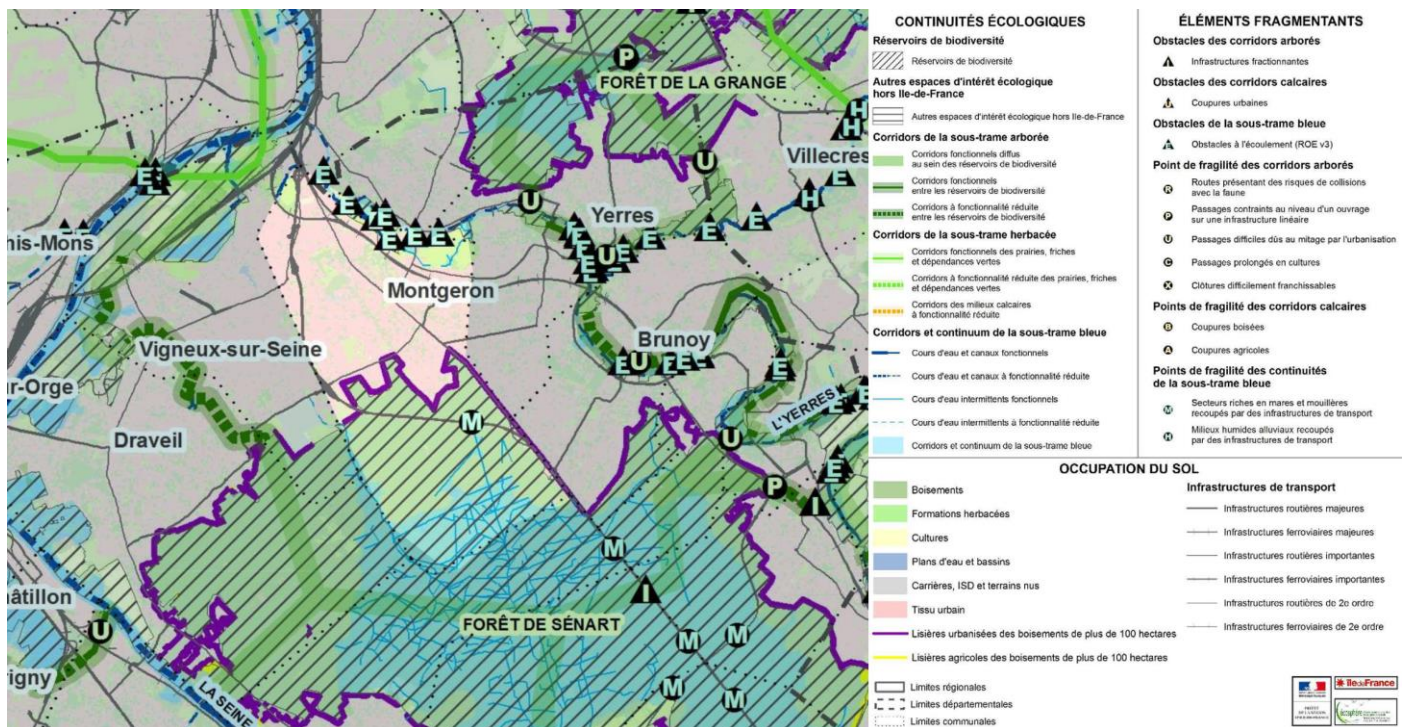 FORÊT DE LA GRANGE
Villecres
Yerres
nis-Mons
Montgeron
Vigneux-sur-Seine
Brunoy
ur-Orge
L'YERRES
Draveil
FORÊT DE SÉNART
âtillon
igny
LA SEINE
P
U
U
H
H
H
E
E
E
E
E
E
E
E
E
E
U
E
E
E
E
U
E
E
E
E
U
P
E
I
M
M
I
M
M
M
M
U
CONTINUITÉS ÉCOLOGIQUES
Réservoirs de biodiversité
Réservoirs de biodiversité
Autres espaces d'intérêt écologique
hors Ile-de-France
Autres espaces d'intérêt écologique hors Ile-de-France
Corridors de la sous-trame arborée
Corridors fonctionnels diffus
au sein des réservoirs de biodiversité
Corridors fonctionnels
entre les réservoirs de biodiversité
Corridors à fonctionnalité réduite
entre les réservoirs de biodiversité
Corridors de la sous-trame herbacée
Corridors fonctionnels des prairies, friches
et dépendances vertes
Corridors à fonctionnalité réduite des prairies, friches
et dépendances vertes
Corridors des milieux calcaires
à fonctionnalité réduite
Corridors et continuum de la sous-trame bleue
Cours d'eau et canaux fonctionnels
Cours d'eau et canaux à fonctionnalité réduite
Cours d'eau intermittents fonctionnels
Cours d'eau intermittents à fonctionnalité réduite
Corridors et continuum de la sous-trame bleue
ÉLÉMENTS FRAGMENTANTS
Obstacles des corridors arborés
Infrastructures fractionnantes
Obstacles des corridors calcaires
Coupures urbaines
Obstacles de la sous-trame bleue
Obstacles à l'écoulement (ROE v3)
Point de fragilité des corridors arborés
R Routes présentant des risques de collisions
avec la faune
P Passages contraints au niveau d'un ouvrage
sur une infrastructure linéaire
U Passages difficiles dûs au mitage par l'urbanisation
C Passages prolongés en cultures
Clôtures difficilement franchissables
Points de fragilité des corridors calcaires
B Coupures boisées
A Coupures agricoles
Points de fragilité des continuités
de la sous-trame bleue
M Secteurs riches en mares et mouillères
recoupés par des infrastructures de transport
H Milieux humides alluviaux recoupés
par des infrastructures de transport
OCCUPATION DU SOL
Boisements
Formations herbacées
Cultures
Plans d'eau et bassins
Carrières, ISD et terrains nus
Tissu urbain
Lisières urbanisées des boisements de plus de 100 hectares
Lisières agricoles des boisements de plus de 100 hectares
Limites régionales
Limites départementales
Limites communales
Infrastructures de transport
Infrastructures routières majeures
Infrastructures ferroviaires majeures
Infrastructures routières importantes
Infrastructures ferroviaires importantes
Infrastructures routières de 2e ordre
Infrastructures ferroviaires de 2e ordre
îledeFrance